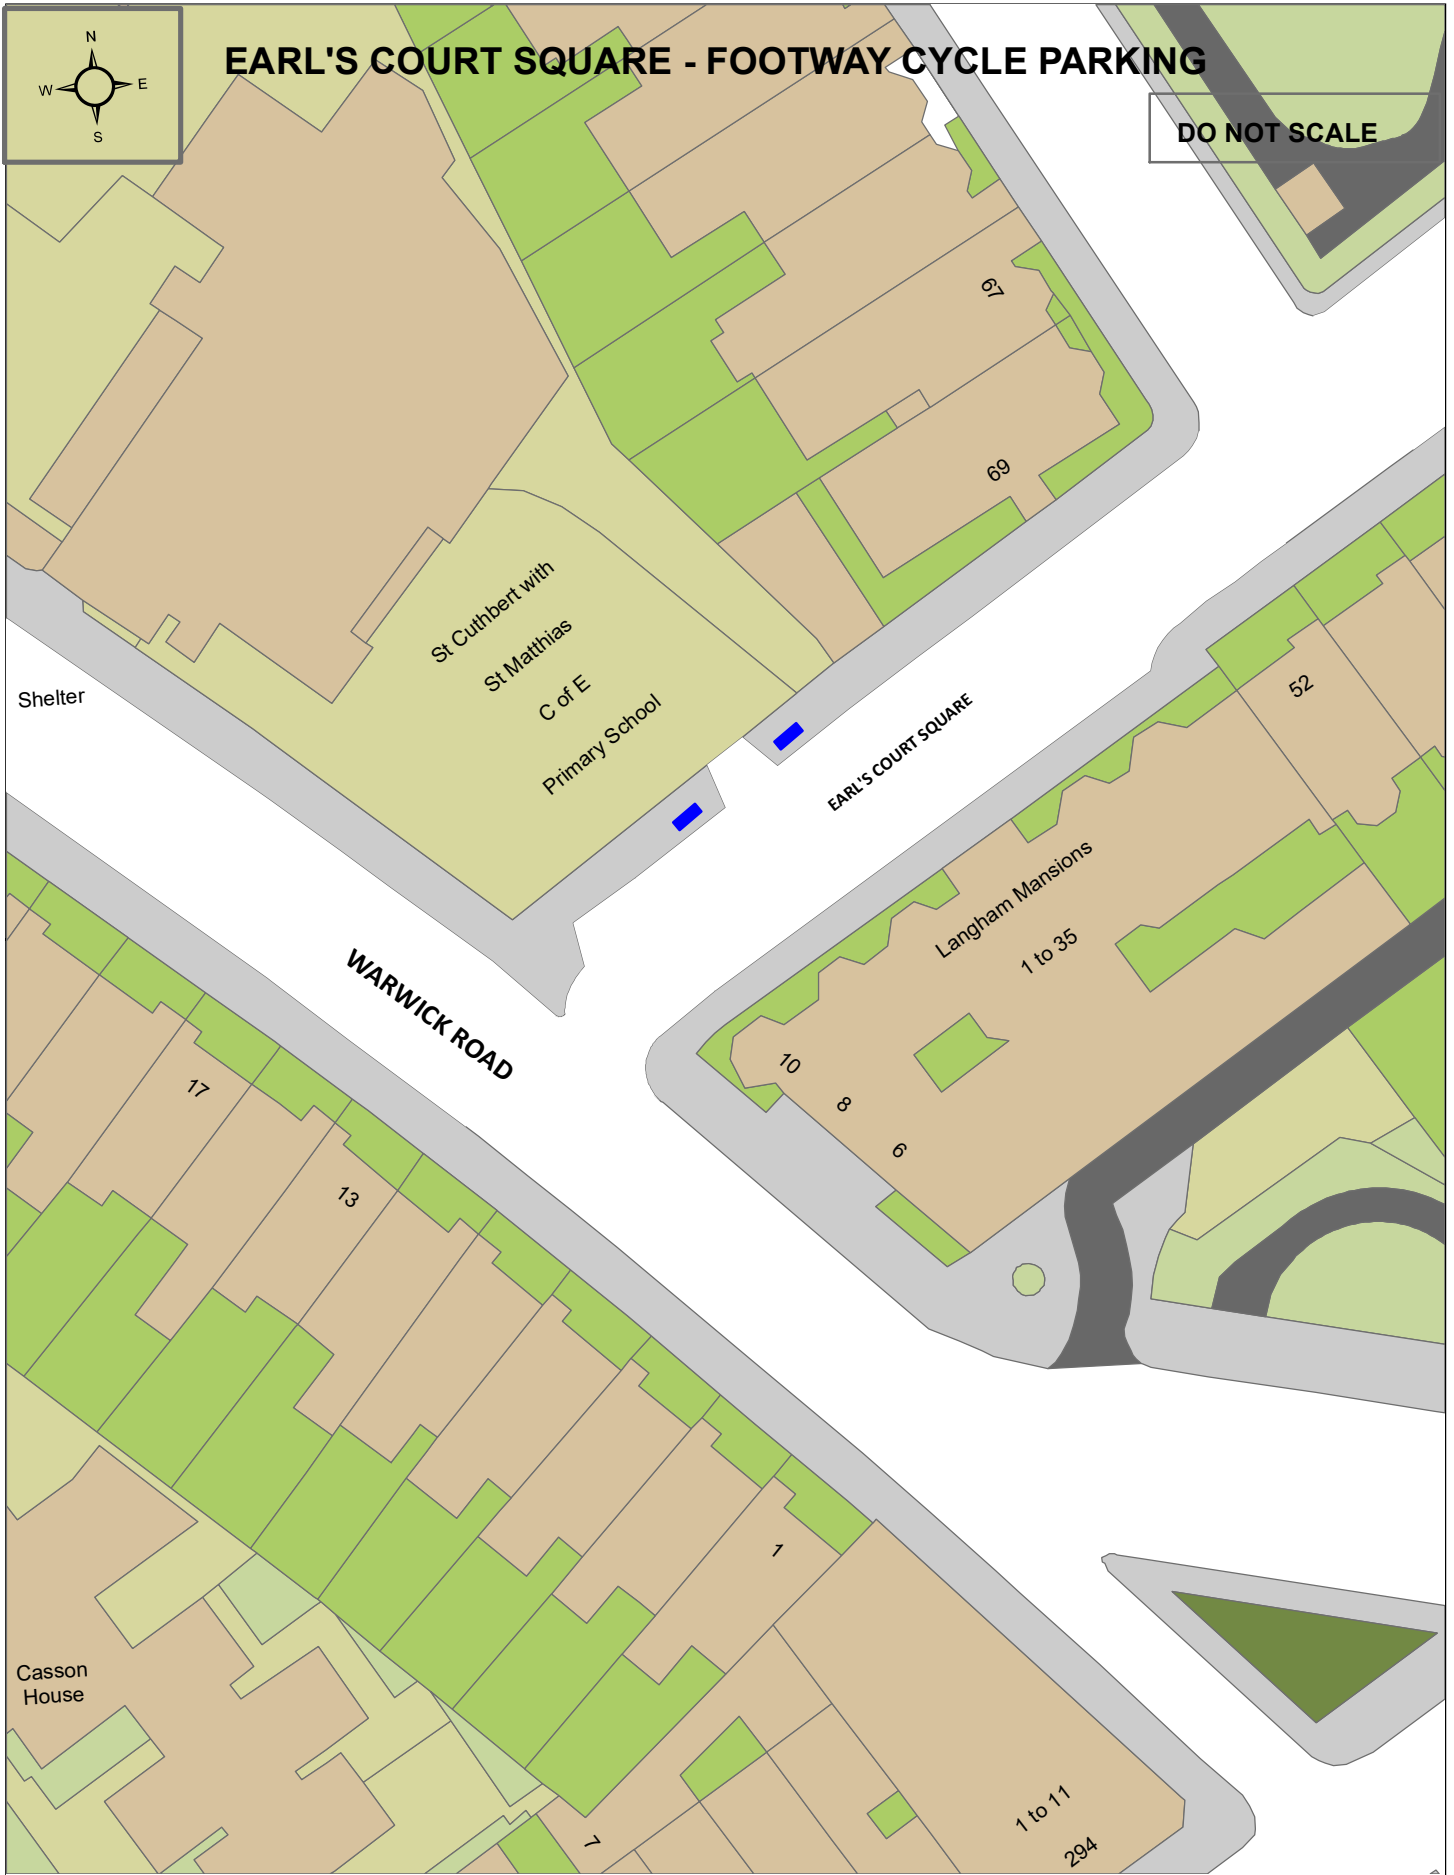 N
W E
S
EARL'S COURT SQUARE - FOOTWAY CYCLE PARKING
DO NOT SCALE
67
69
St Cuthbert with
St Matthias
C of E
Primary School
Shelter
52
EARL'S COURT SQUARE
Langham Mansions
1 to 35
WARWICK ROAD
10
8
6
17
13
1
Casson
House
7
1 to 11
294